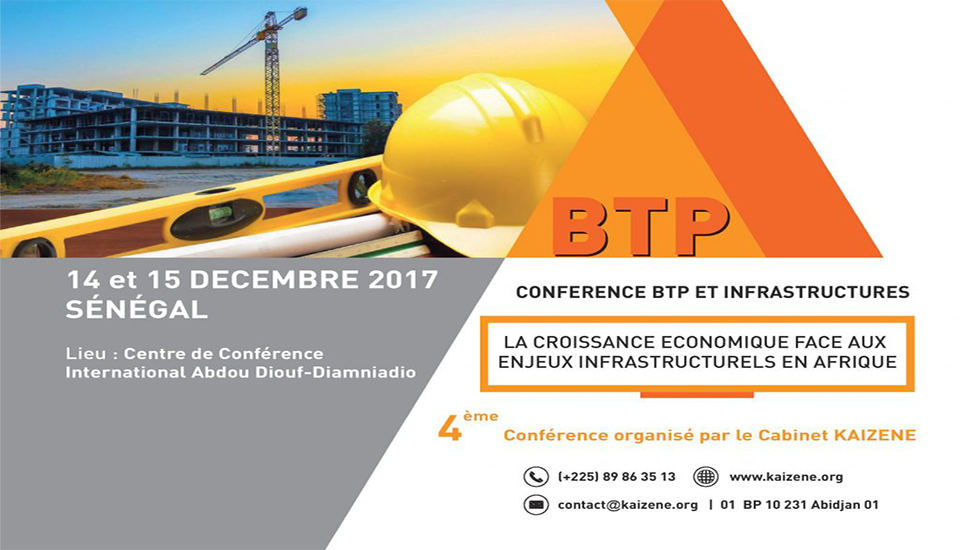 BTP
14 et 15 DECEMBRE 2017
SÉNÉGAL
Lieu : Centre de Conférence
International Abdou Diouf-Diamniadio
CONFERENCE BTP ET INFRASTRUCTURES
LA CROISSANCE ECONOMIQUE FACE AUX
ENJEUX INFRASTRUCTURELS EN AFRIQUE
4ème Conférence organisé par le Cabinet KAIZENE
(+225) 89 86 35 13 www.kaizene.org
contact@kaizene.org | 01 BP 10 231 Abidjan 01